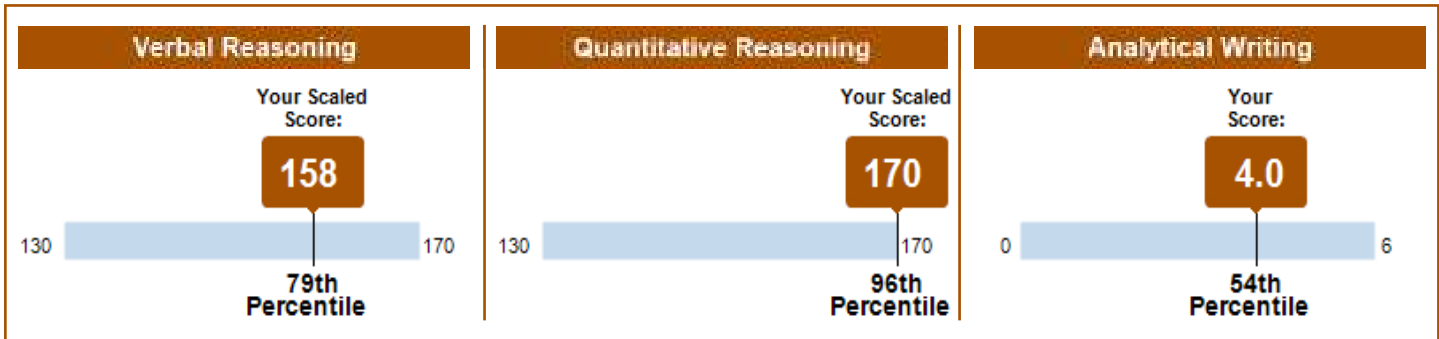 Verbal Reasoning
Your Scaled
Score:
158
130
170
79th
Percentile
Quantitative Reasoning
Your Scaled
Score:
170
130
170
96th
Percentile
Analytical Writing
Your
Score:
4.0
0
6
54th
Percentile